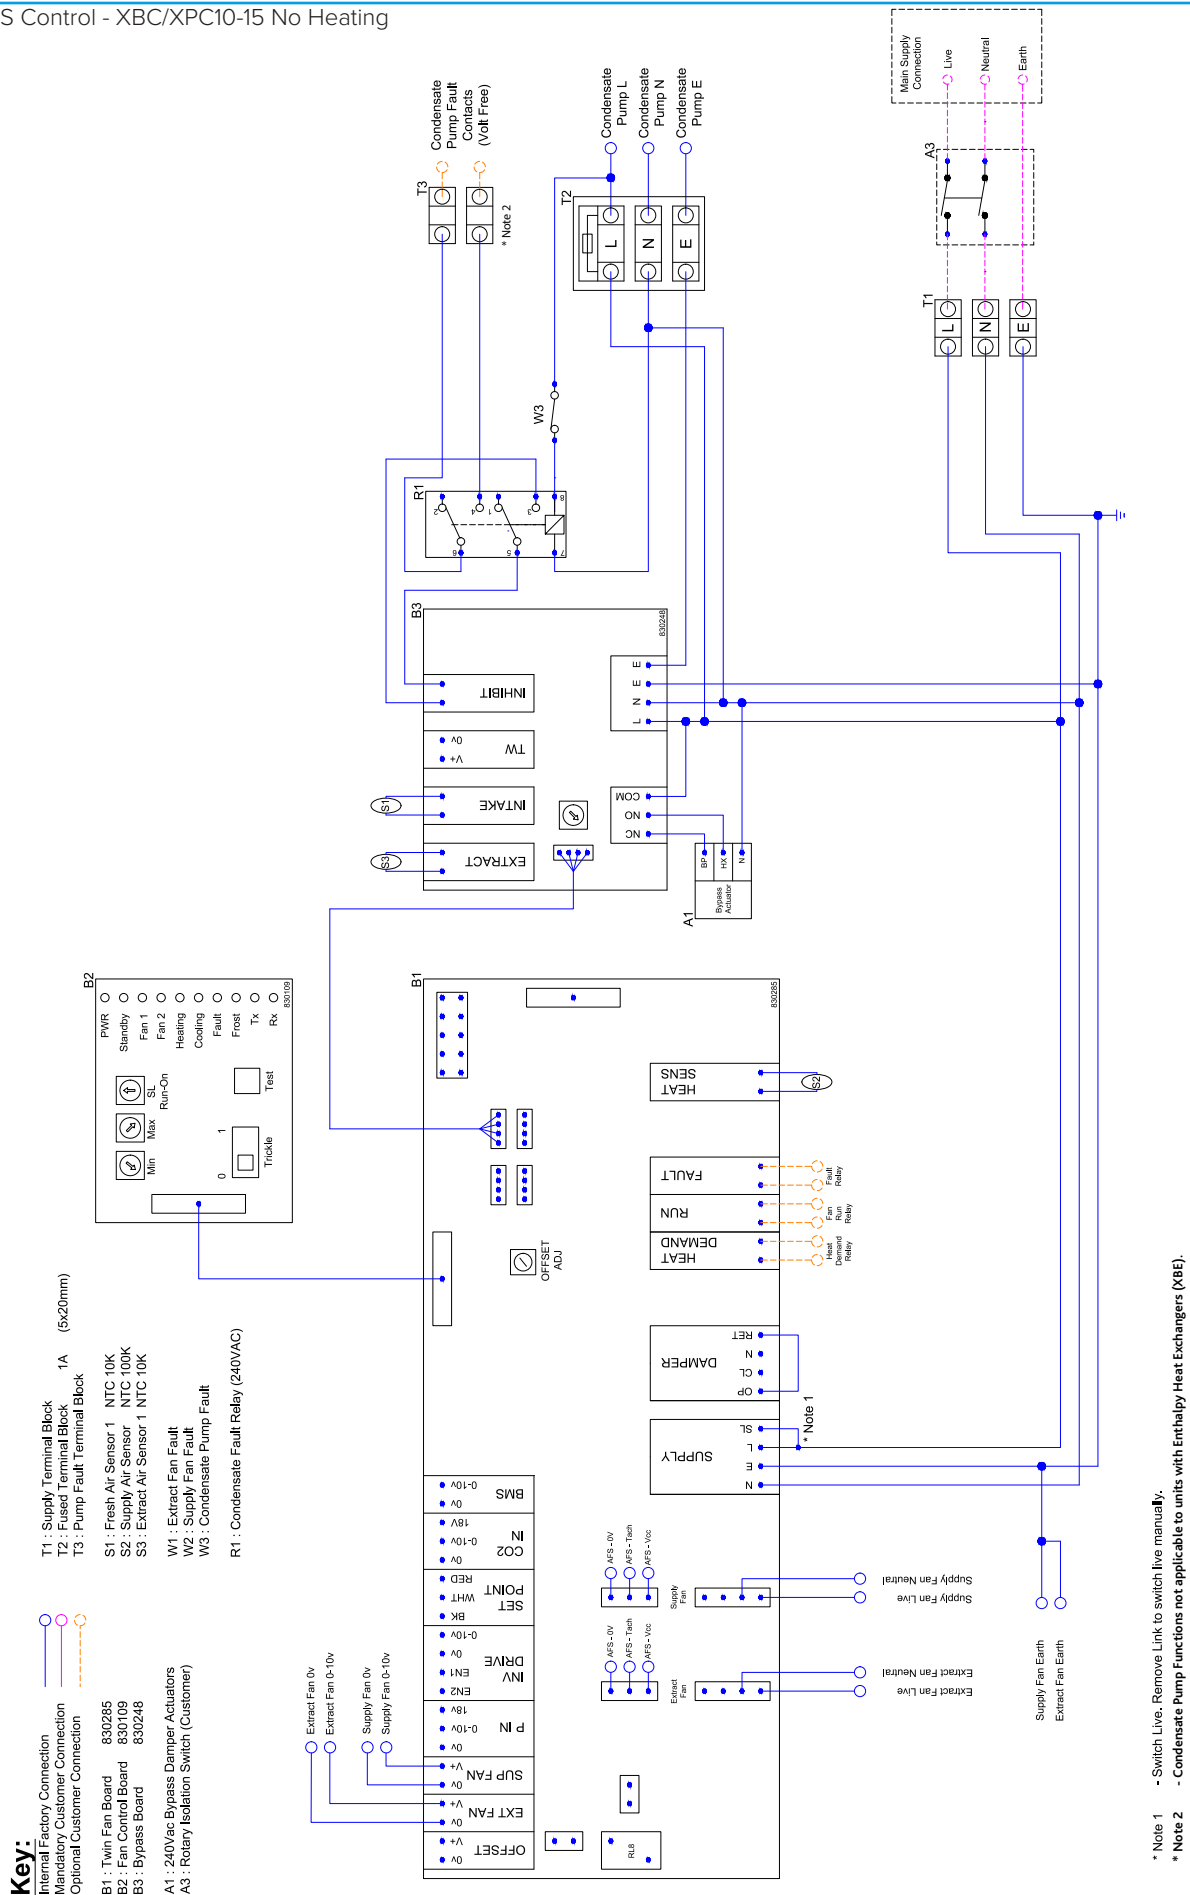 S Control - XBC/XPC10-15 No Heating
Key:
Internal Factory Connection
Mandatory Customer Connection
Optional Customer Connection
B1 : Twin Fan Board 830285
B2 : Fan Control Board 830109
B3 : Bypass Board 830248
A1 : 240Vac Bypass Damper Actuators
A3 : Rotary Isolation Switch (Customer)
T1 : Supply Terminal Block
T2 : Fused Terminal Block 1A (5x20mm)
T3 : Pump Fault Terminal Block
S1 : Fresh Air Sensor 1 NTC 10K
S2 : Supply Air Sensor NTC 100K
S3 : Extract Air Sensor 1 NTC 10K
W1 : Extract Fan Fault
W2 : Supply Fan Fault
W3 : Condensate Pump Fault
R1 : Condensate Fault Relay (240VAC)
B2
PWR
Standby
Fan 1
Fan 2
Heating
Cooling
Fault
Frost
Tx
Rx
830109
Min
Max
SL
Run-On
0
1
Trickle
Test
Extract Fan 0v
Extract Fan 0-10v
Supply Fan 0v
Supply Fan 0-10v
B1
830285
0v
V+
OFFSET
0v
V+
EXT FAN
0v
V+
SUP FAN
0v
0-10v
18v
P IN
EN2
EN1
0v
0-10v
INV
DRIVE
BK
WHT
RED
SET
POINT
0v
0-10v
18V
CO2
IN
0v
0-10v
BMS
OFFSET
ADJ
RL8
Extract
Fan
AFS - 0V
AFS - Tach
AFS - Vcc
Supply
Fan
AFS - 0V
AFS - Tach
AFS - Vcc
Extract Fan Live
Extract Fan Neutral
Supply Fan Live
Supply Fan Neutral
Supply Fan Earth
Extract Fan Earth
SUPPLY
N
E
L
SL
* Note 1
DAMPER
OP
CL
N
RET
HEAT
DEMAND
RUN
FAULT
Heat
Demand
Relay
Fan
Run
Relay
Fault
Relay
HEAT
SENS
S2
B3
830248
EXTRACT
S3
INTAKE
S1
TW
V+
0v
INHIBIT
NC
NO
COM
L
N
E
E
A1
Bypass
Actuator
BP
HX
N
R1
2
4
1
3
8
6
5
7
W3
T3
* Note 2
Condensate
Pump Fault
Contacts
(Volt Free)
T2
L
N
E
Condensate
Pump L
Condensate
Pump N
Condensate
Pump E
T1
L
N
E
A3
Main Supply
Connection
Live
Neutral
Earth
* Note 1 - Switch Live. Remove Link to switch live manually.
* Note 2 - Condensate Pump Functions not applicable to units with Enthalpy Heat Exchangers (XBE).